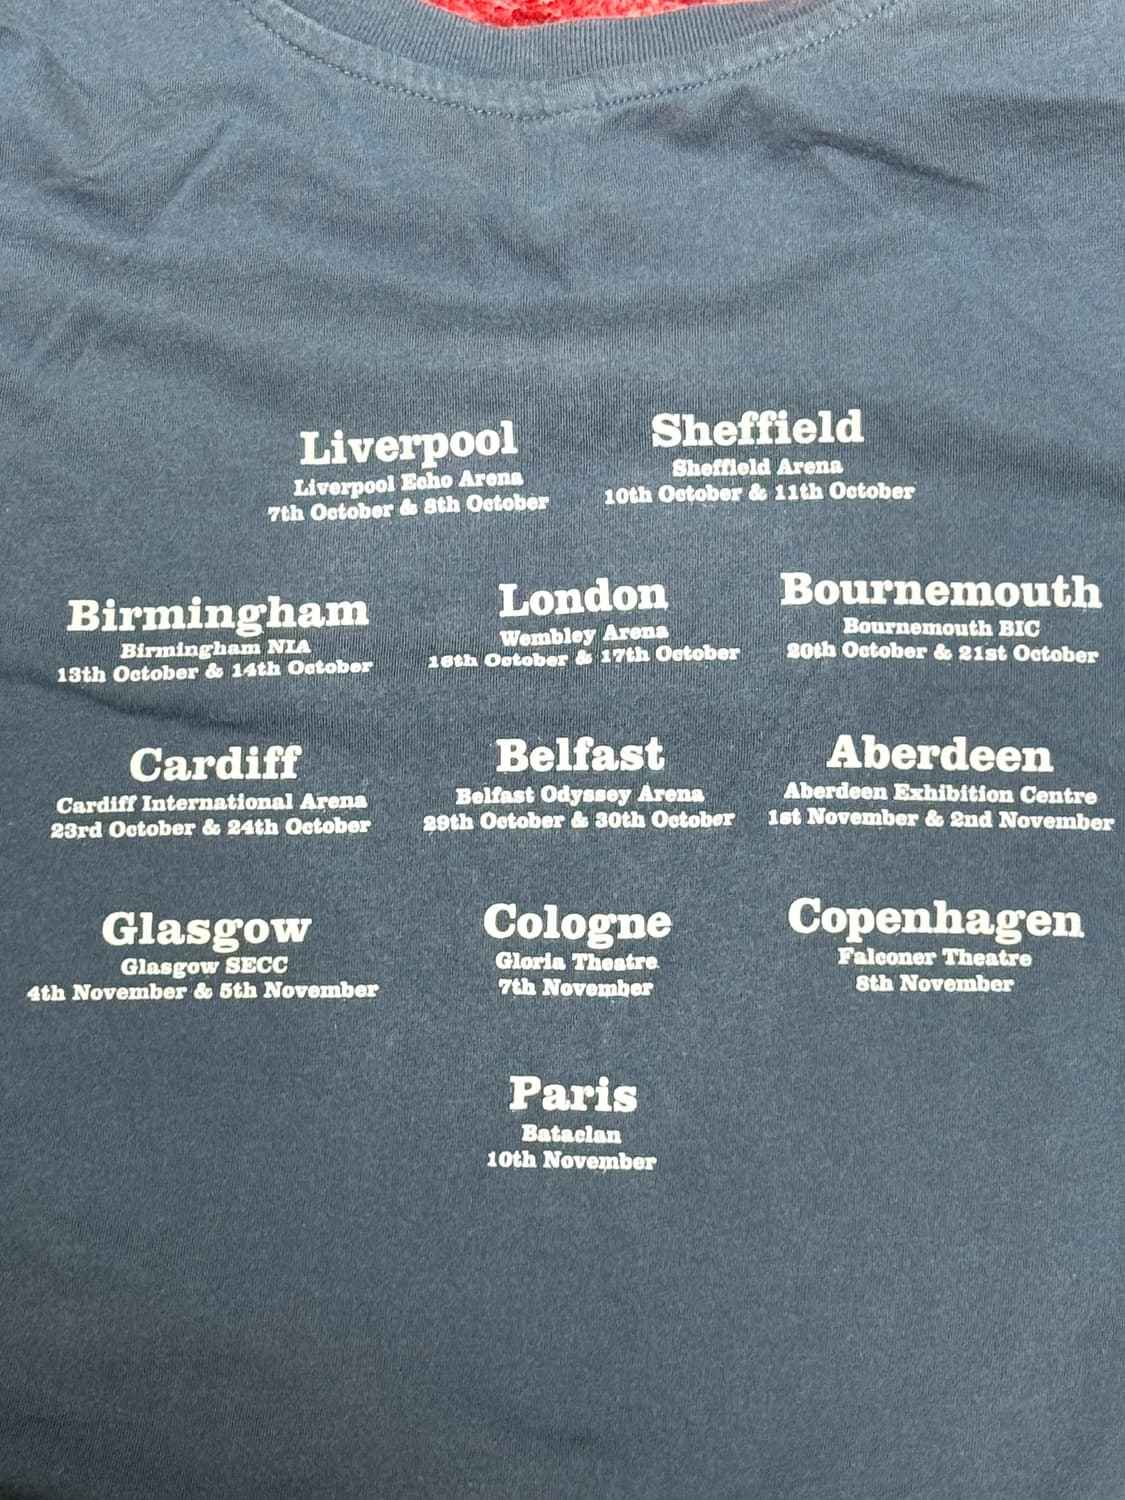 Liverpool
Liverpool Echo Arena
7th October & 8th October
Sheffield
Sheffield Arena
10th October & 11th October
Birmingham
Birmingham NIA
13th October & 14th October
London
Wembley Arena
16th October & 17th October
Bournemouth
Bournemouth BIC
20th October & 21st October
Cardiff
Cardiff International Arena
23rd October & 24th October
Belfast
Belfast Odyssey Arena
29th October & 30th October
Aberdeen
Aberdeen Exhibition Centre
1st November & 2nd November
Glasgow
Glasgow SECC
4th November & 5th November
Cologne
Gloria Theatre
7th November
Copenhagen
Falconer Theatre
8th November
Paris
Bataclan
10th November